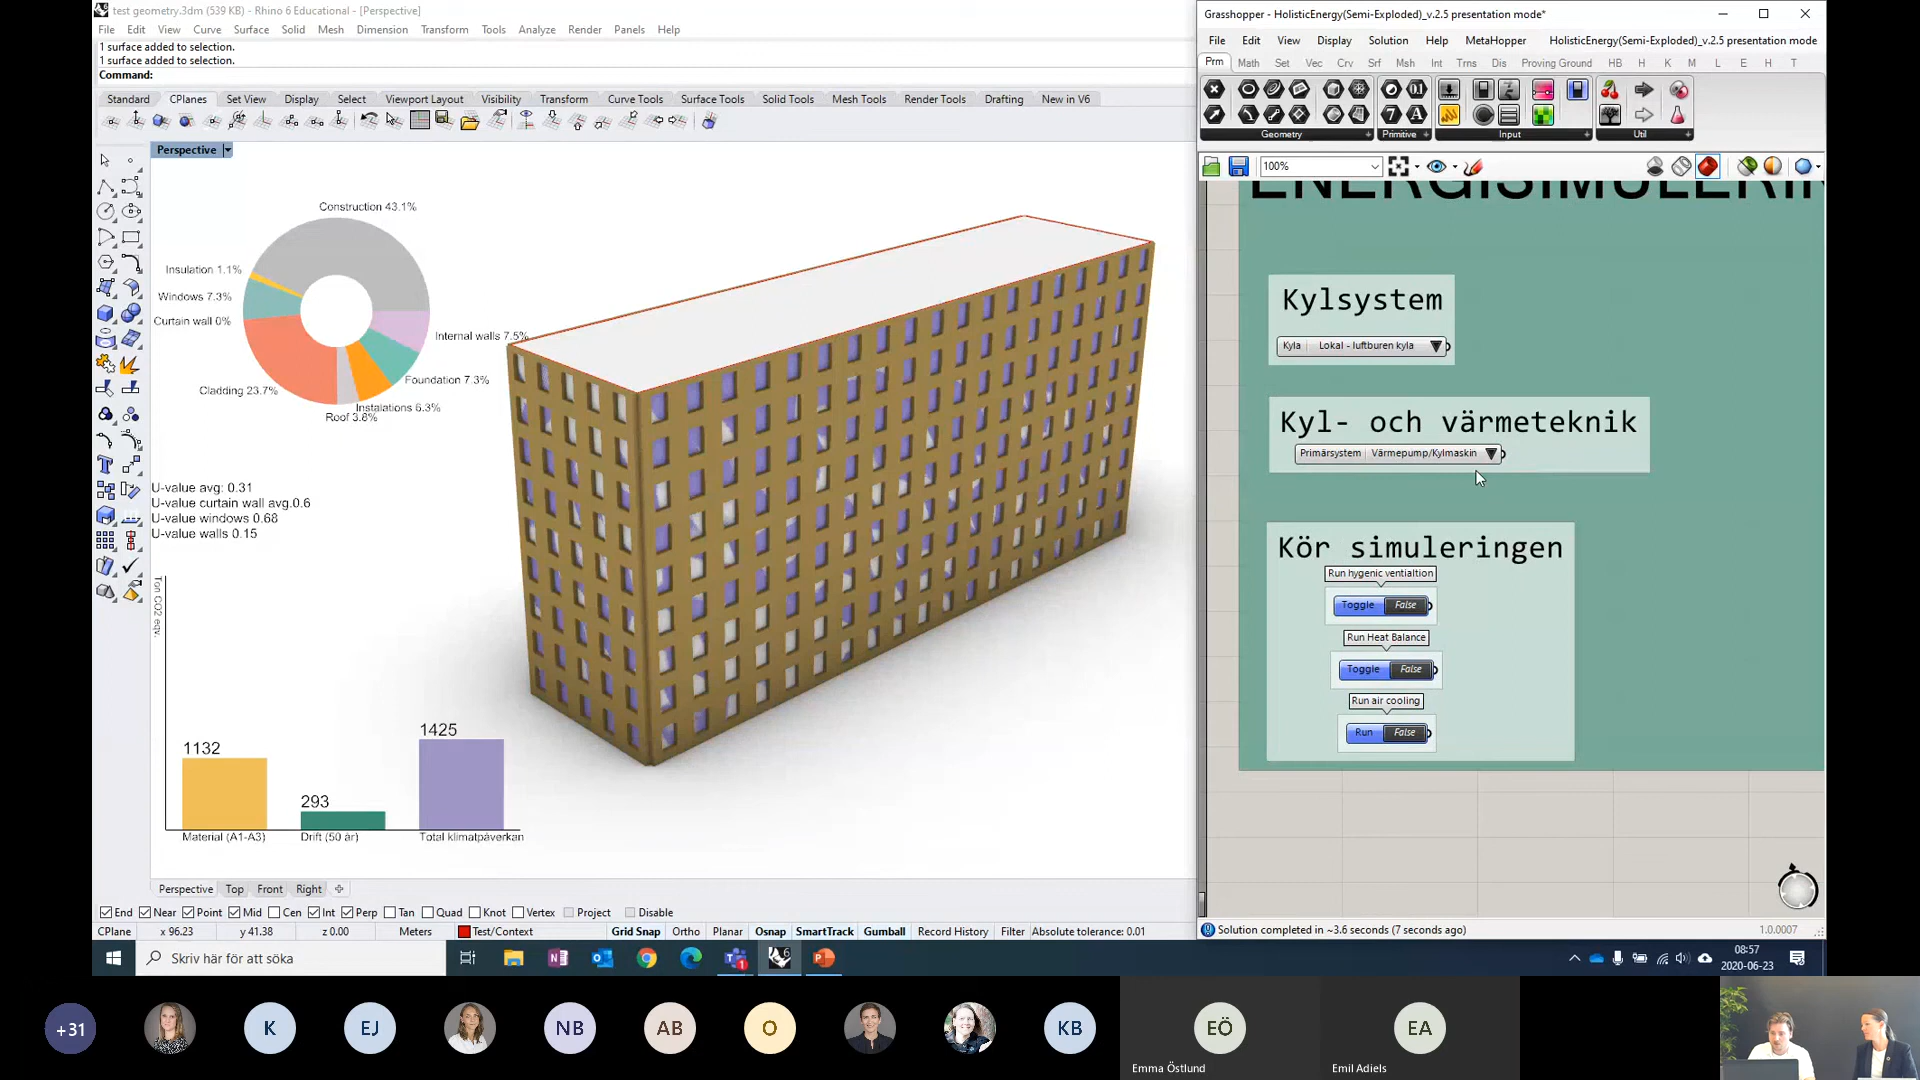 test geometry.3dm (539 KB) - Rhino 6 Educational - [Perspective]
File Edit View Curve Surface Solid Mesh Dimension Transform Tools Analyze Render Panels Help
1 surface added to selection.
1 surface added to selection.
Command:
Standard CPlanes Set View Display Select Viewport Layout Visibility Transform Curve Tools Surface Tools Solid Tools Mesh Tools Render Tools Drafting New in V6
Perspective
Construction 43.1%
Insulation 1.1%
Windows 7.3%
Curtain wall 0%
Internal walls 7.5%
Foundation 7.3%
Cladding 23.7%
Instalations 6.3%
Roof 3.8%
U-value avg: 0.31
U-value curtain wall avg.0.6
U-value windows 0.68
U-value walls 0.15
Ton CO2 eqv.
1132
293
1425
Material (A1-A3)
Drift (50 år)
Total klimatpåverkan
Perspective Top Front Right
End Near Point Mid Cen Int Perp Tan Quad Knot Vertex Project Disable
CPlane x 96.23 y 41.38 z 0.00 Meters Test/Context Grid Snap Ortho Planar Osnap SmartTrack Gumball Record History Filter Absolute tolerance: 0.01
Grasshopper - HolisticEnergy(Semi-Exploded)_v.2.5 presentation mode*
File Edit View Display Solution Help MetaHopper HolisticEnergy(Semi-Exploded)_v.2.5 presentation mode
Prm Math Set Vec Crv Srf Msh Int Trns Dis Proving Ground HB H K M L E H T
Geometry Primitive Input Util
100%
Kylsystem
Kyla Lokal - luftburen kyla
Kyl- och värmeteknik
Primärsystem Värmepump/Kylmaskin
Kör simuleringen
Run hygenic ventialtion
Toggle False
Run Heat Balance
Toggle False
Run air cooling
Run False
Solution completed in ~3.6 seconds (7 seconds ago)
1.0.0007
Skriv här för att söka
08:57
2020-06-23
+31
K
EJ
NB
AB
O
KB
EÖ
EA
Emma Östlund
Emil Adiels